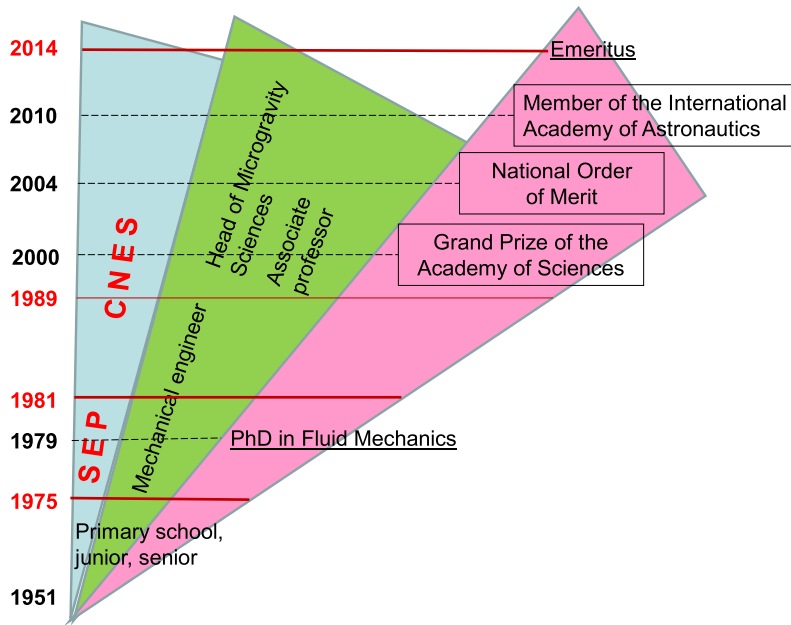 2014
Emeritus
2010
Member of the International
Academy of Astronautics
2004
National Order
of Merit
2000
Grand Prize of the
Academy of Sciences
1989
CNES
Head of Microgravity
Sciences
Associate
professor
Mechanical engineer
1981
SEP
1979
PhD in Fluid Mechanics
1975
Primary school,
junior, senior
1951